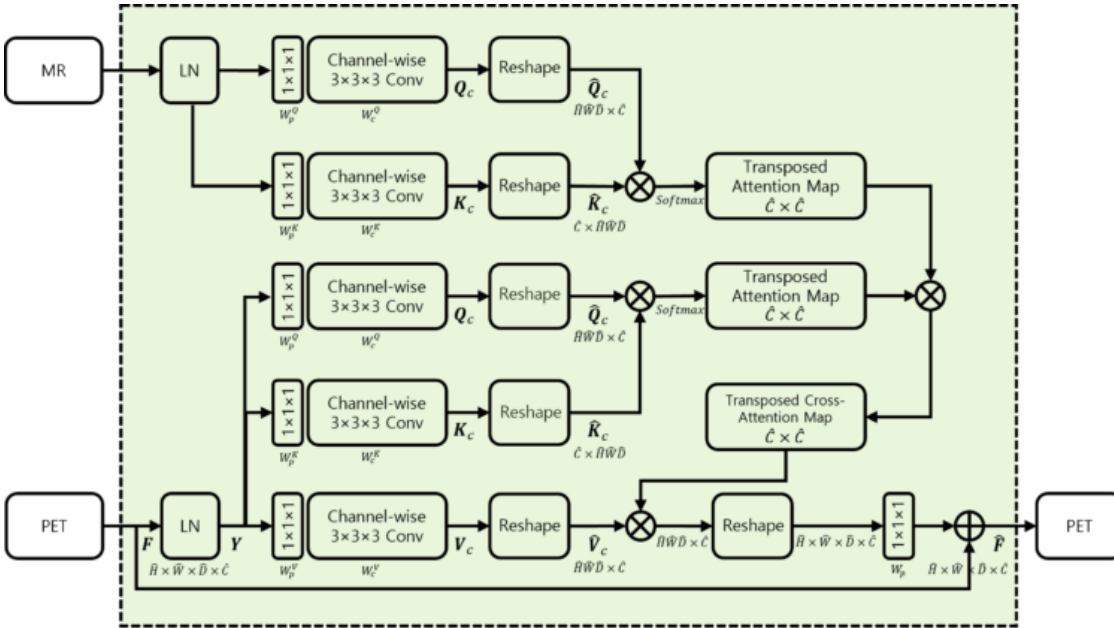 MR
LN
1×1×1
Channel-wise
3×3×3 Conv
Q_c
Reshape
Q̂_c
ĤŴD̂ × Ĉ
W_p^Q
W_c^Q
1×1×1
Channel-wise
3×3×3 Conv
K_c
Reshape
K̂_c
Ĉ × ĤŴD̂
Softmax
Transposed
Attention Map
Ĉ × Ĉ
W_p^K
W_c^K
1×1×1
Channel-wise
3×3×3 Conv
Q_c
Reshape
Q̂_c
ĤŴD̂ × Ĉ
Softmax
Transposed
Attention Map
Ĉ × Ĉ
W_p^Q
W_c^Q
1×1×1
Channel-wise
3×3×3 Conv
K_c
Reshape
K̂_c
Ĉ × ĤŴD̂
Transposed Cross-
Attention Map
Ĉ × Ĉ
W_p^K
W_c^K
PET
F
LN
Y
Ĥ × Ŵ × D̂ × Ĉ
1×1×1
Channel-wise
3×3×3 Conv
V_c
Reshape
V̂_c
ĤŴD̂ × Ĉ
W_p^V
W_c^V
ĤŴD̂ × Ĉ
Reshape
Ĥ × Ŵ × D̂ × Ĉ
1×1×1
W_p
F̂
Ĥ × Ŵ × D̂ × Ĉ
PET